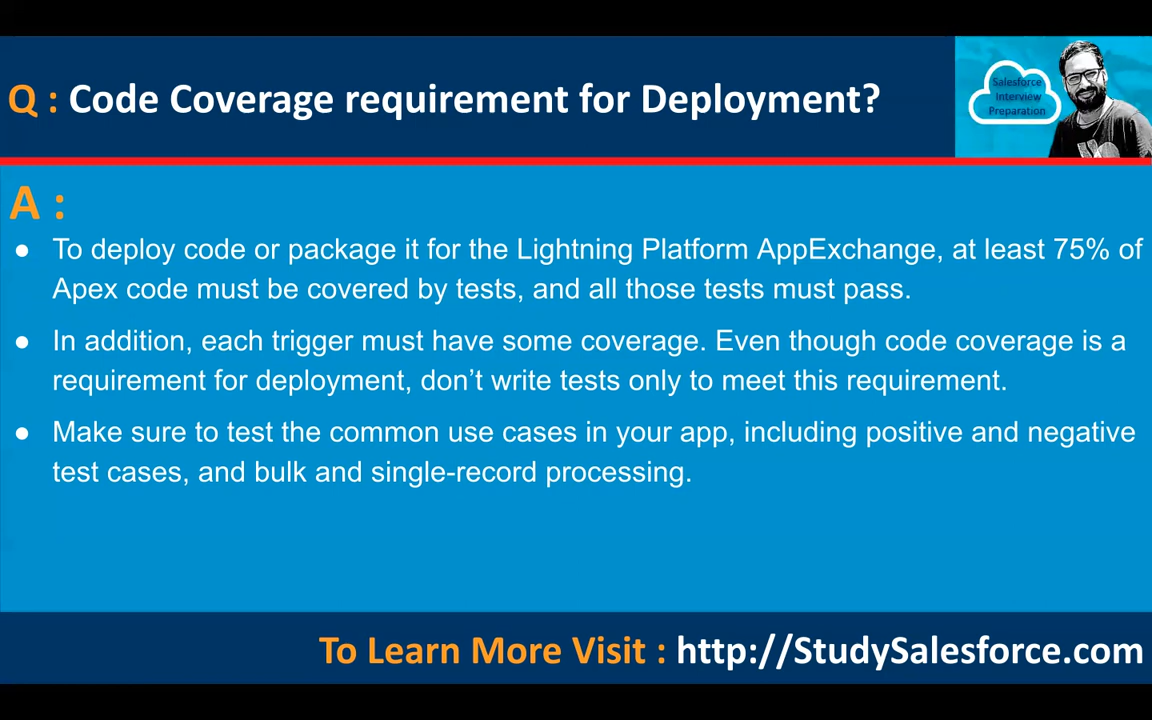 Q : Code Coverage requirement for Deployment?
Salesforce
Interview
Preparation
A :
● To deploy code or package it for the Lightning Platform AppExchange, at least 75% of
Apex code must be covered by tests, and all those tests must pass.
● In addition, each trigger must have some coverage. Even though code coverage is a
requirement for deployment, don’t write tests only to meet this requirement.
● Make sure to test the common use cases in your app, including positive and negative
test cases, and bulk and single-record processing.
To Learn More Visit : http://StudySalesforce.com